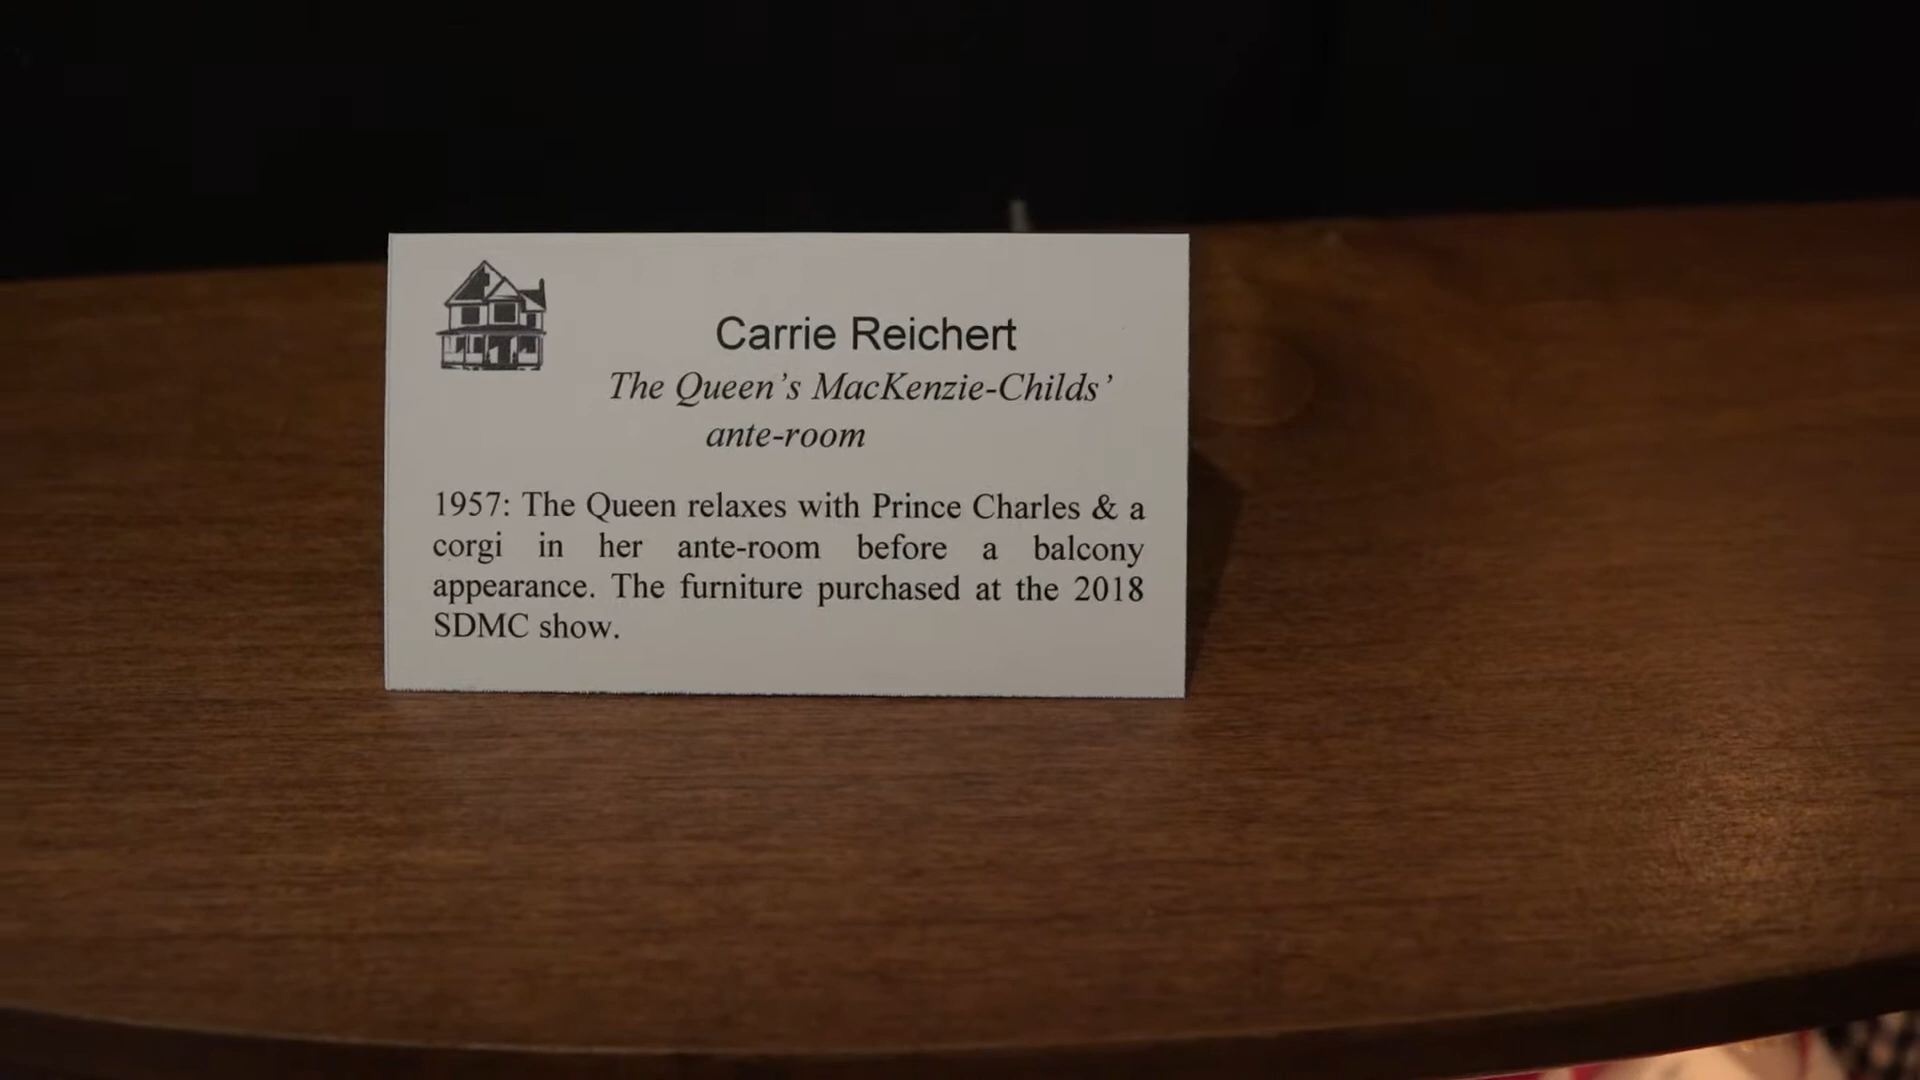 Carrie Reichert
The Queen’s MacKenzie-Childs’
ante-room
1957: The Queen relaxes with Prince Charles & a
corgi in her ante-room before a balcony
appearance. The furniture purchased at the 2018
SDMC show.